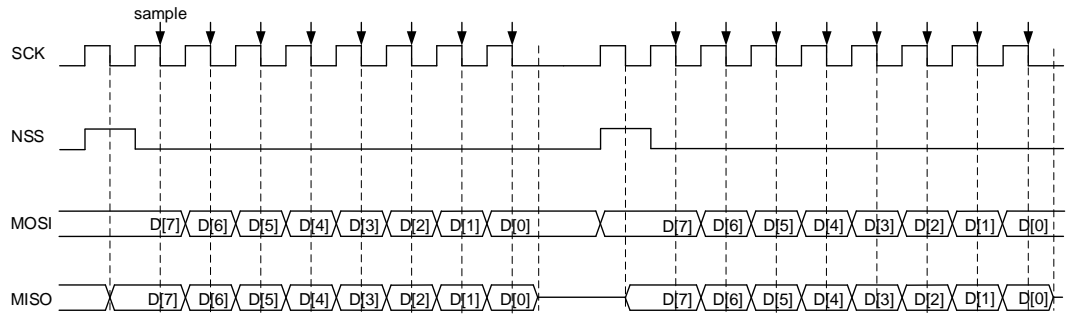 sample
SCK
NSS
MOSI D[7] D[6] D[5] D[4] D[3] D[2] D[1] D[0] D[7] D[6] D[5] D[4] D[3] D[2] D[1] D[0]
MISO D[7] D[6] D[5] D[4] D[3] D[2] D[1] D[0] D[7] D[6] D[5] D[4] D[3] D[2] D[1] D[0]